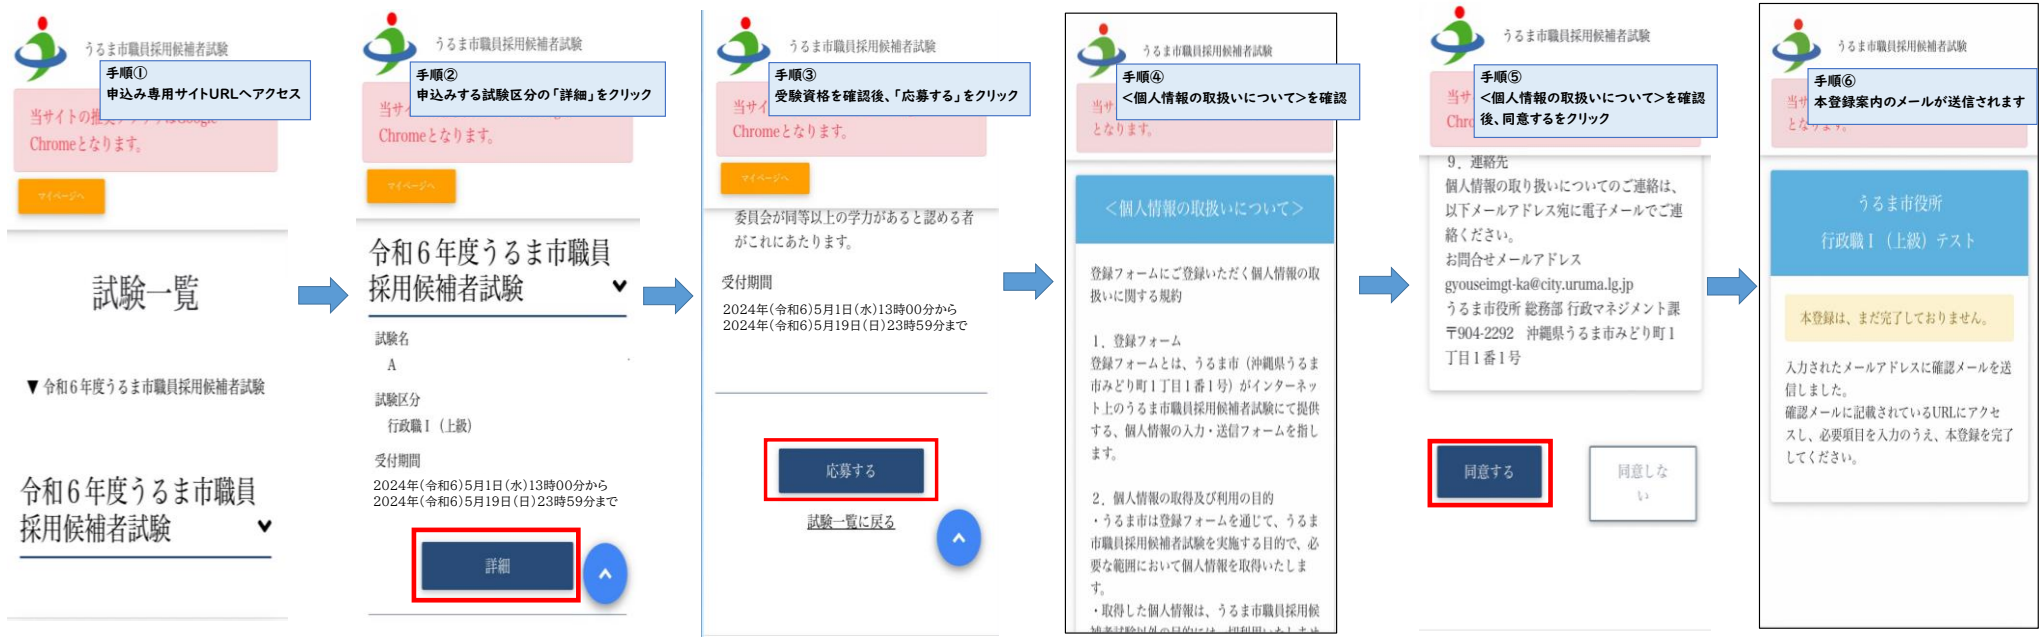 うるま市職員採用候補者試験
手順①
申込み専用サイトURLへアクセス
Chromeとなります。
マイページへ
試験一覧
▼ 令和6年度うるま市職員採用候補者試験
令和6年度うるま市職員
採用候補者試験
うるま市職員採用候補者試験
手順②
申込みする試験区分の「詳細」をクリック
当サ
Chromeとなります。
マイページへ
令和6年度うるま市職員
採用候補者試験
試験名
A
試験区分
行政職Ⅰ（上級）
受付期間
2024年(令和6)5月1日(水)13時00分から
2024年(令和6)5月19日(日)23時59分まで
詳細
うるま市職員採用候補者試験
手順③
受験資格を確認後、「応募する」をクリック
当サ
Chromeとなります。
マイページへ
委員会が同等以上の学力があると認める者
がこれにあたります。
受付期間
2024年(令和6)5月1日(水)13時00分から
2024年(令和6)5月19日(日)23時59分まで
応募する
試験一覧に戻る
うるま市職員採用候補者試験
手順④
<個人情報の取扱いについて>を確認
当サ
となります。
＜個人情報の取扱いについて＞
登録フォームにご登録いただく個人情報の取
扱いに関する規約
1．登録フォーム
登録フォームとは、うるま市（沖縄県うるま
市みどり町1丁目1番1号）がインターネッ
ト上のうるま市職員採用候補者試験にて提供
する、個人情報の入力・送信フォームを指し
ます。
2．個人情報の取得及び利用の目的
・うるま市は登録フォームを通じて、うるま
市職員採用候補者試験を実施する目的で、必
要な範囲において個人情報を取得いたしま
す。
・取得した個人情報は、うるま市職員採用候
うるま市職員採用候補者試験
手順⑤
<個人情報の取扱いについて>を確認
後、同意するをクリック
当サ
Chro
9．連絡先
個人情報の取り扱いについてのご連絡は、
以下メールアドレス宛に電子メールでご連
絡ください。
お問合せメールアドレス
gyouseimgt-ka@city.uruma.lg.jp
うるま市役所 総務部 行政マネジメント課
〒904-2292　沖縄県うるま市みどり町1
丁目1番1号
同意する
同意しな
い
うるま市職員採用候補者試験
手順⑥
本登録案内のメールが送信されます
当サ
うるま市役所
行政職Ⅰ（上級）テスト
本登録は、まだ完了しておりません。
入力されたメールアドレスに確認メールを送
信しました。
確認メールに記載されているURLにアクセ
スし、必要項目を入力のうえ、本登録を完了
してください。